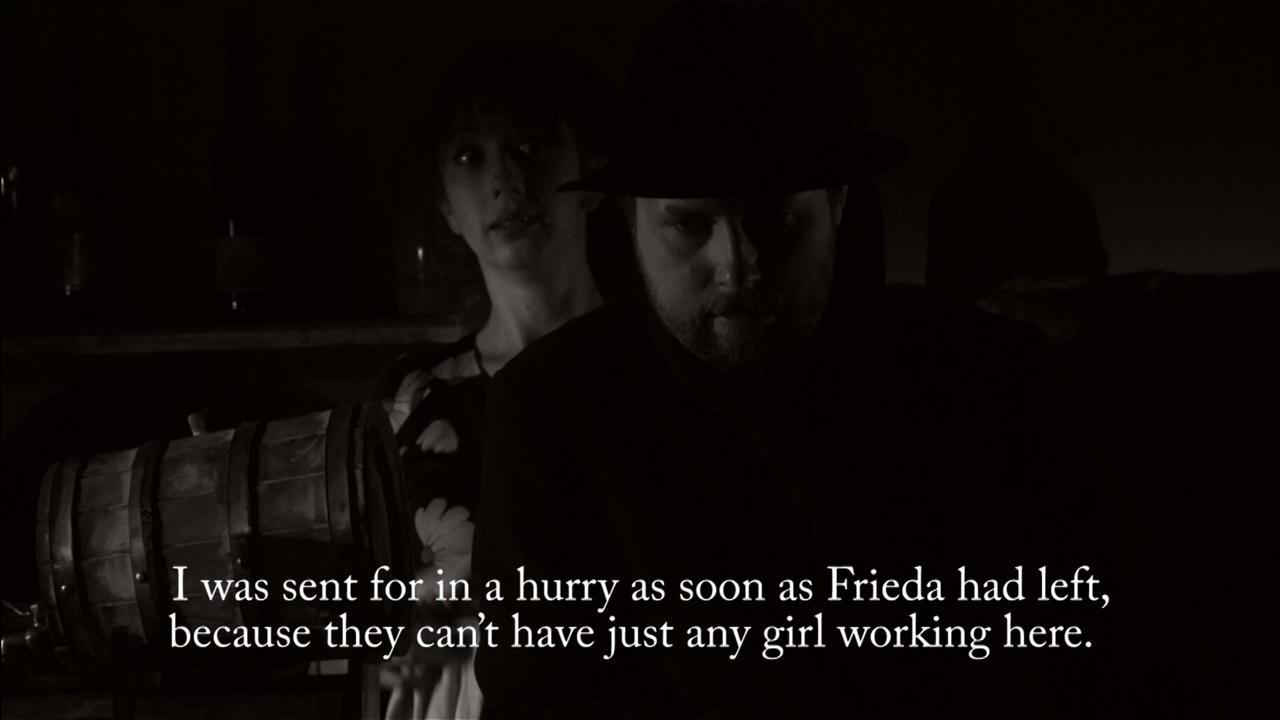 I was sent for in a hurry as soon as Frieda had left,
because they can’t have just any girl working here.